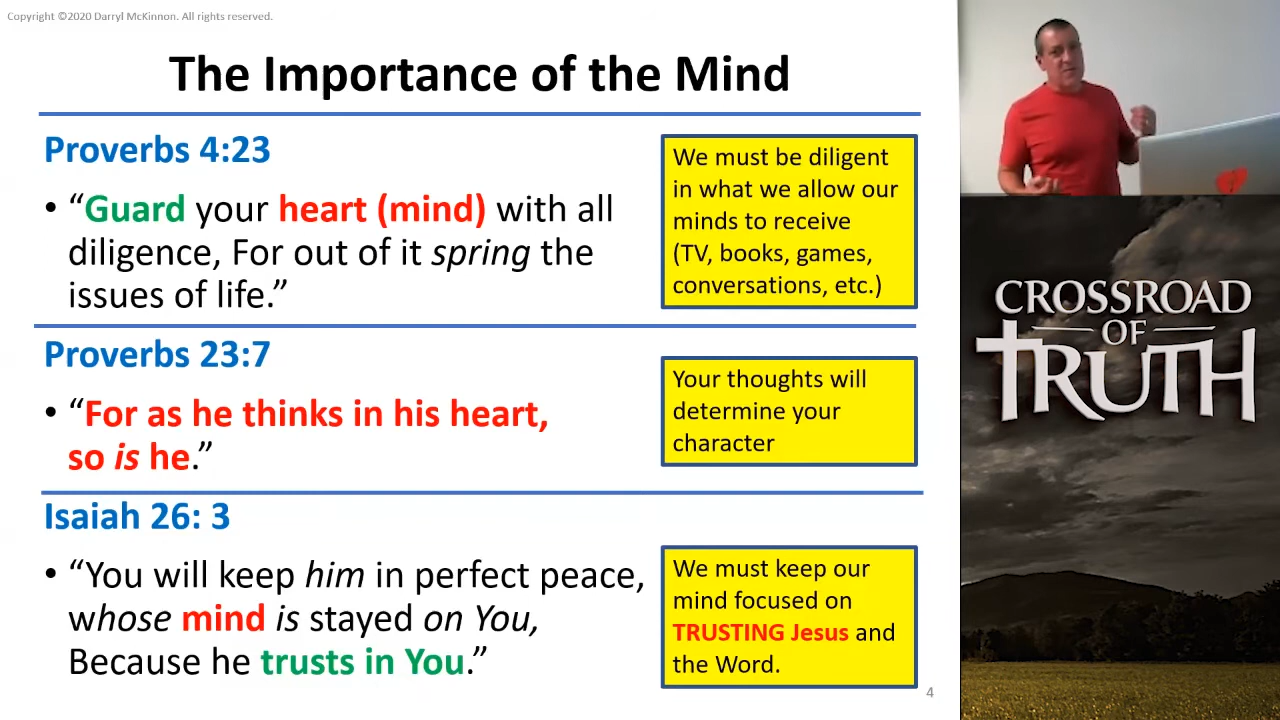 Copyright ©2020 Darryl McKinnon. All rights reserved.
The Importance of the Mind
Proverbs 4:23
• “Guard your heart (mind) with all
diligence, For out of it spring the
issues of life.”
We must be diligent
in what we allow our
minds to receive
(TV, books, games,
conversations, etc.)
Proverbs 23:7
• “For as he thinks in his heart,
so is he.”
Your thoughts will
determine your
character
Isaiah 26: 3
• “You will keep him in perfect peace,
whose mind is stayed on You,
Because he trusts in You.”
We must keep our
mind focused on
TRUSTING Jesus and
the Word.
4
CROSSROAD
OF
TRUTH